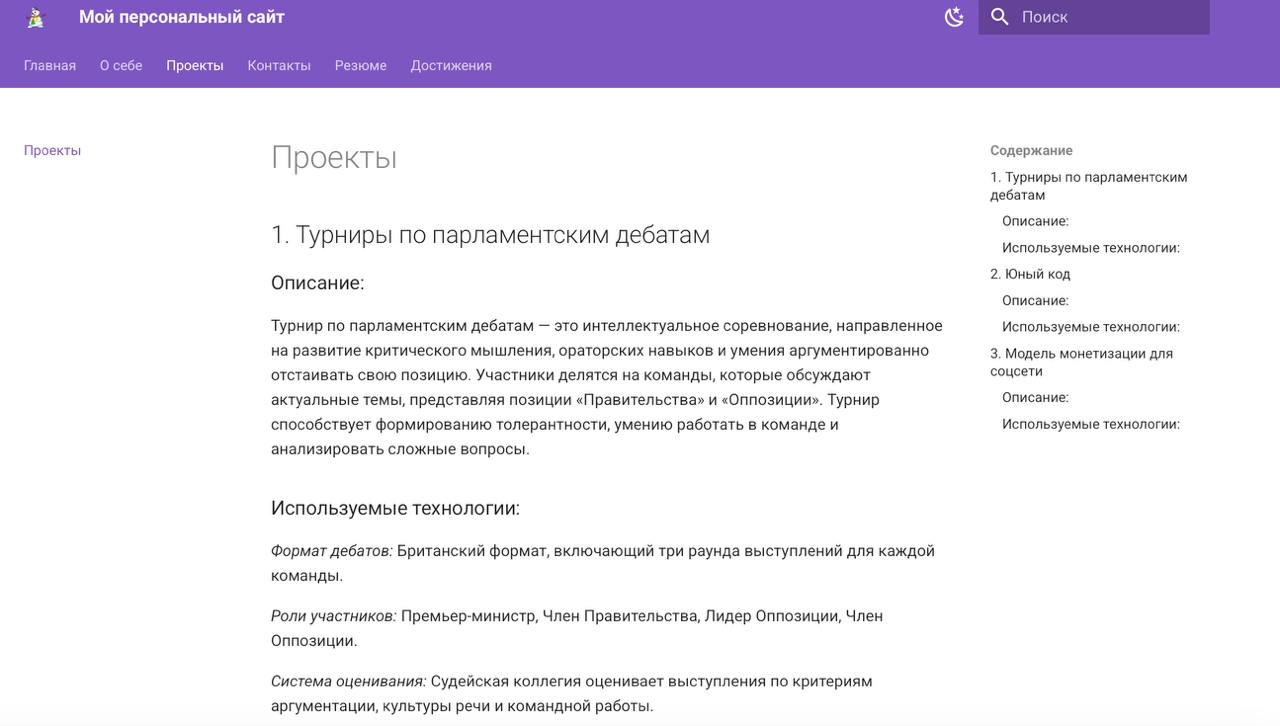 Мой персональный сайт
Поиск
Главная О себе Проекты Контакты Резюме Достижения
Проекты
Проекты
1. Турниры по парламентским дебатам
Описание:
Турнир по парламентским дебатам — это интеллектуальное соревнование, направленное
на развитие критического мышления, ораторских навыков и умения аргументированно
отстаивать свою позицию. Участники делятся на команды, которые обсуждают
актуальные темы, представляя позиции «Правительства» и «Оппозиции». Турнир
способствует формированию толерантности, умению работать в команде и
анализировать сложные вопросы.
Используемые технологии:
Формат дебатов: Британский формат, включающий три раунда выступлений для каждой
команды.
Роли участников: Премьер-министр, Член Правительства, Лидер Оппозиции, Член
Оппозиции.
Система оценивания: Судейская коллегия оценивает выступления по критериям
аргументации, культуры речи и командной работы.
Содержание
1. Турниры по парламентским
дебатам
Описание:
Используемые технологии:
2. Юный код
Описание:
Используемые технологии:
3. Модель монетизации для
соцсети
Описание:
Используемые технологии: